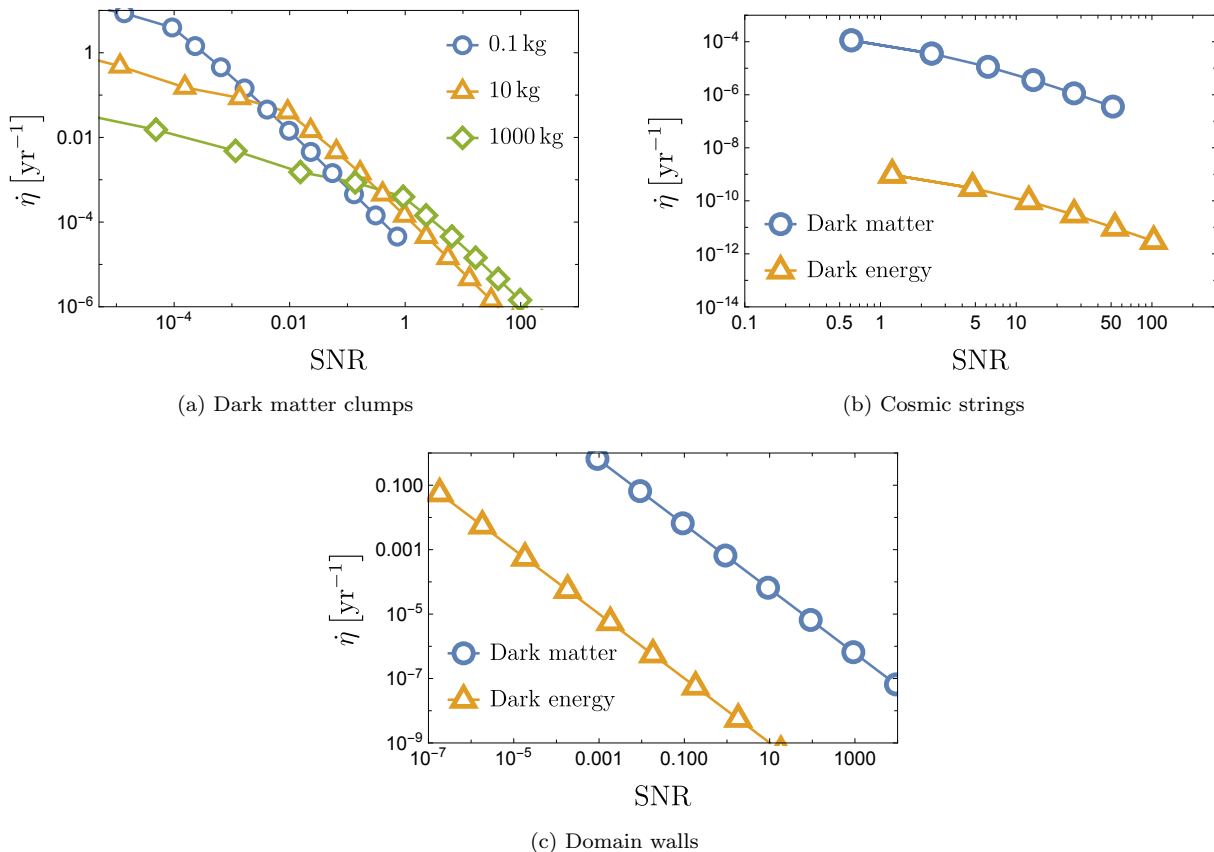 1
0.01
10⁻⁴
10⁻⁶
η̇ [yr⁻¹]
0.1 kg
10 kg
1000 kg
10⁻⁴ 0.01 1 100
SNR
(a) Dark matter clumps
10⁻⁴
10⁻⁶
10⁻⁸
10⁻¹⁰
10⁻¹²
10⁻¹⁴
η̇ [yr⁻¹]
Dark matter
Dark energy
0.1 0.5 1 5 10 50 100
SNR
(b) Cosmic strings
0.100
0.001
10⁻⁵
10⁻⁷
10⁻⁹
η̇ [yr⁻¹]
Dark matter
Dark energy
10⁻⁷ 10⁻⁵ 0.001 0.100 10 1000
SNR
(c) Domain walls